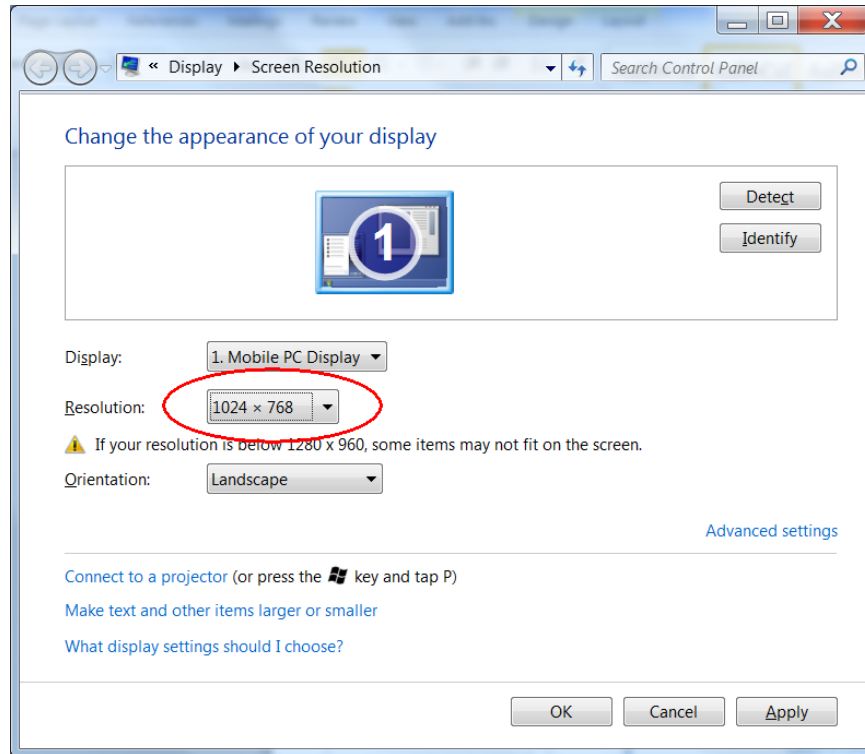 « Display ▸ Screen Resolution
Search Control Panel
Change the appearance of your display
1
Detect
Identify
Display: 1. Mobile PC Display
Resolution: 1024 × 768
If your resolution is below 1280 x 960, some items may not fit on the screen.
Orientation: Landscape
Advanced settings
Connect to a projector (or press the key and tap P)
Make text and other items larger or smaller
What display settings should I choose?
OK Cancel Apply